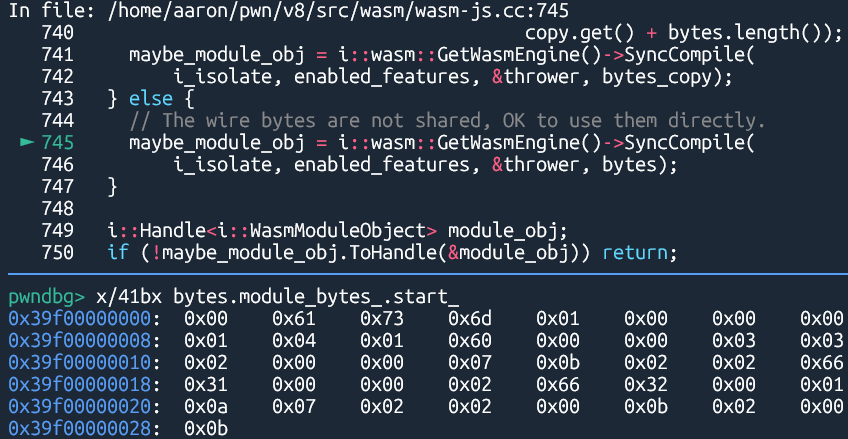 In file: /home/aaron/pwn/v8/src/wasm/wasm-js.cc:745
740 copy.get() + bytes.length());
741 maybe_module_obj = i::wasm::GetWasmEngine()->SyncCompile(
742 i_isolate, enabled_features, &thrower, bytes_copy);
743 } else {
744 // The wire bytes are not shared, OK to use them directly.
► 745 maybe_module_obj = i::wasm::GetWasmEngine()->SyncCompile(
746 i_isolate, enabled_features, &thrower, bytes);
747 }
748
749 i::Handle<i::WasmModuleObject> module_obj;
750 if (!maybe_module_obj.ToHandle(&module_obj)) return;
pwndbg> x/41bx bytes.module_bytes_.start_
0x39f00000000: 0x00 0x61 0x73 0x6d 0x01 0x00 0x00 0x00
0x39f00000008: 0x01 0x04 0x01 0x60 0x00 0x00 0x03 0x03
0x39f00000010: 0x02 0x00 0x00 0x07 0x0b 0x02 0x02 0x66
0x39f00000018: 0x31 0x00 0x00 0x02 0x66 0x32 0x00 0x01
0x39f00000020: 0x0a 0x07 0x02 0x02 0x00 0x0b 0x02 0x00
0x39f00000028: 0x0b